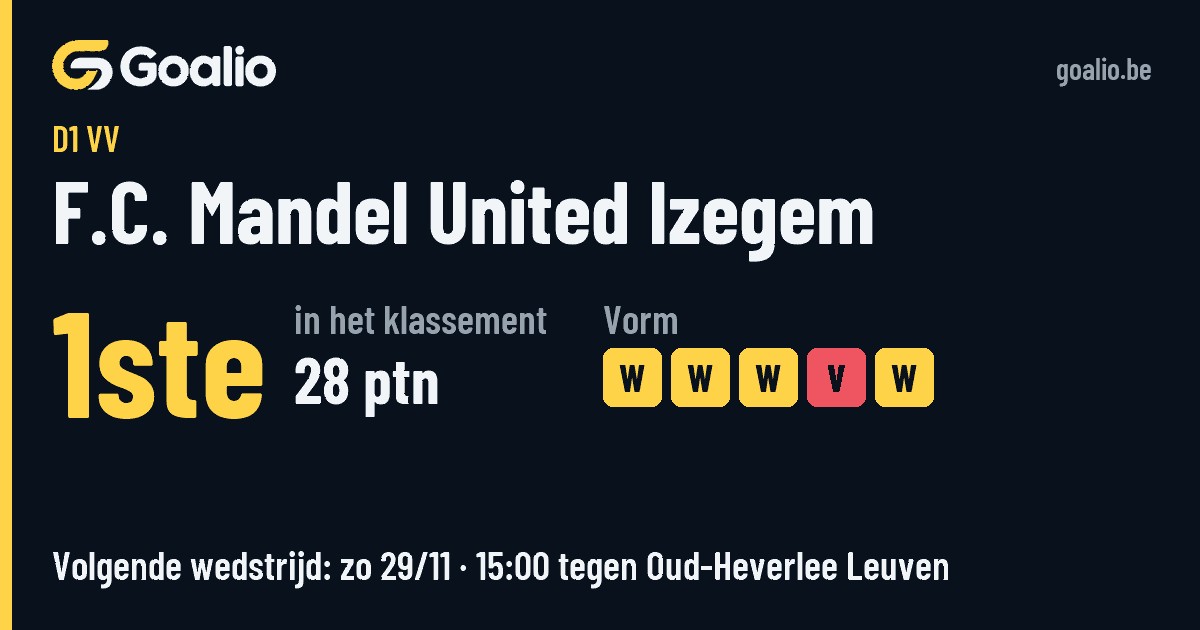 Goalio
goalio.be
D1 VV
F.C. Mandel United Izegem
1ste
in het klassement
28 ptn
Vorm
W W W V W
Volgende wedstrijd: zo 29/11 · 15:00 tegen Oud-Heverlee Leuven